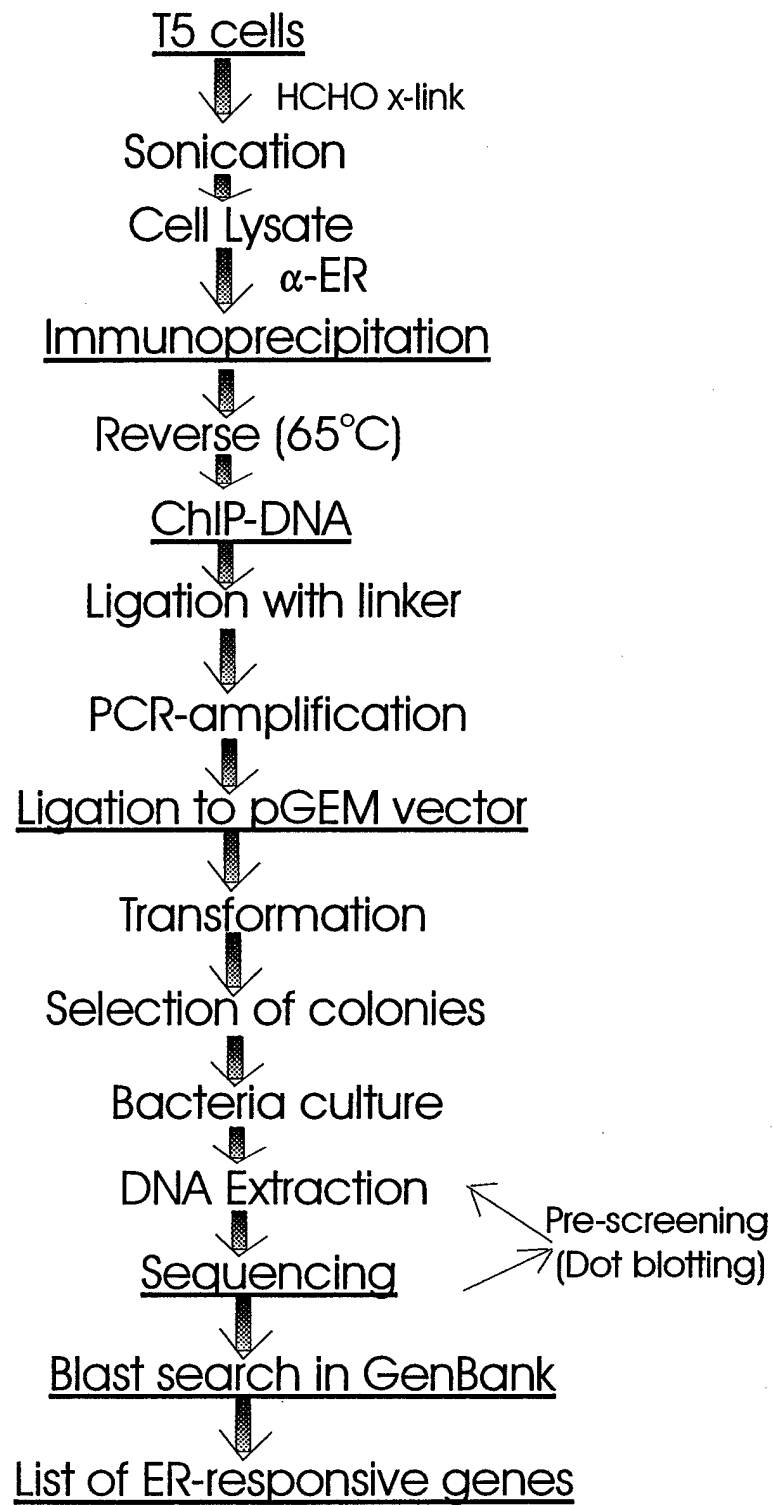 T5 cells
HCHO x-link
Sonication
Cell Lysate
α-ER
Immunoprecipitation
Reverse (65°C)
ChIP-DNA
Ligation with linker
PCR-amplification
Ligation to pGEM vector
Transformation
Selection of colonies
Bacteria culture
DNA Extraction
Pre-screening
(Dot blotting)
Sequencing
Blast search in GenBank
List of ER-responsive genes